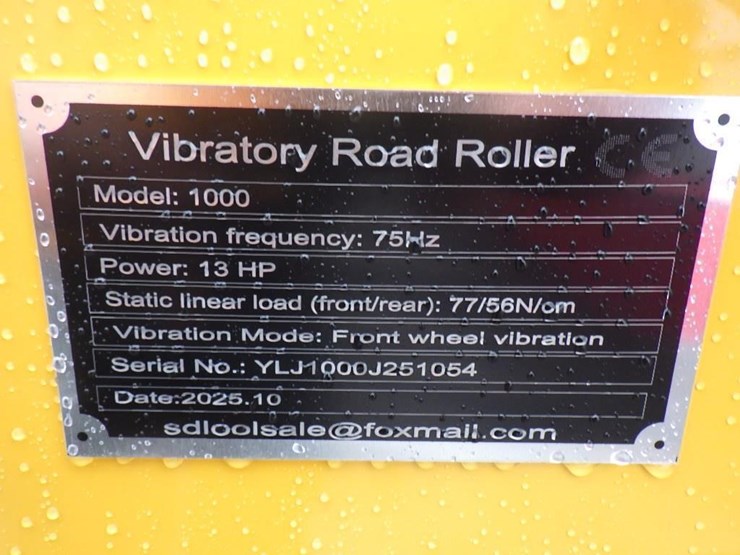 Vibratory Road Roller CE
Model: 1000
Vibration frequency: 75Hz
Power: 13 HP
Static linear load (front/rear): 77/56N/cm
Vibration Mode: Front wheel vibration
Serial No.: YLJ1000J251054
Date:2025.10
sdloolsale@foxmail.com